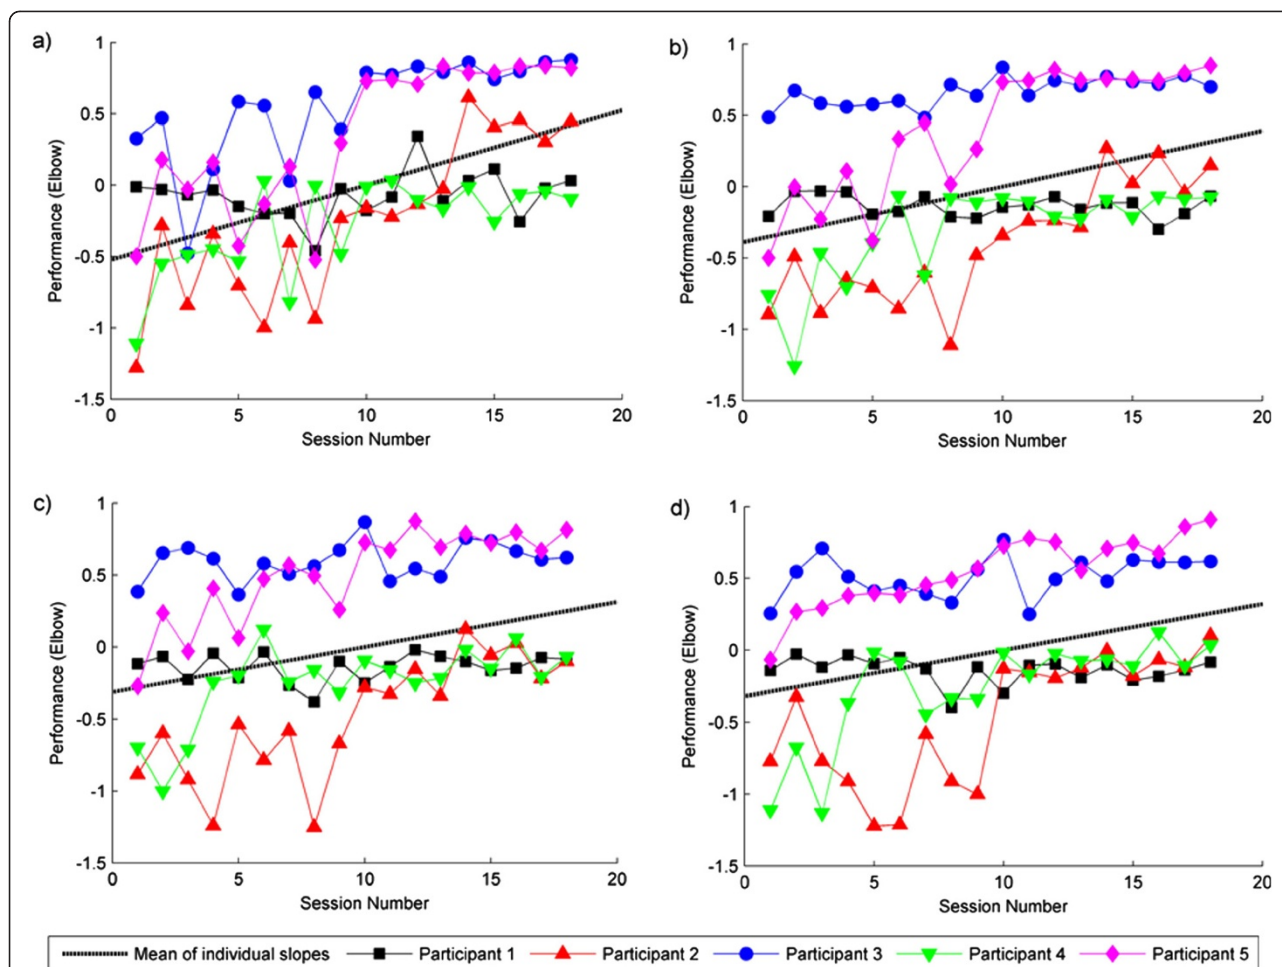 a)
Performance (Elbow)
1
0.5
0
-0.5
-1
-1.5
0 5 10 15 20
Session Number
b)
Performance (Elbow)
1
0.5
0
-0.5
-1
-1.5
0 5 10 15 20
Session Number
c)
Performance (Elbow)
1
0.5
0
-0.5
-1
-1.5
0 5 10 15 20
Session Number
d)
Performance (Elbow)
1
0.5
0
-0.5
-1
-1.5
0 5 10 15 20
Session Number
Mean of individual slopes Participant 1 Participant 2 Participant 3 Participant 4 Participant 5